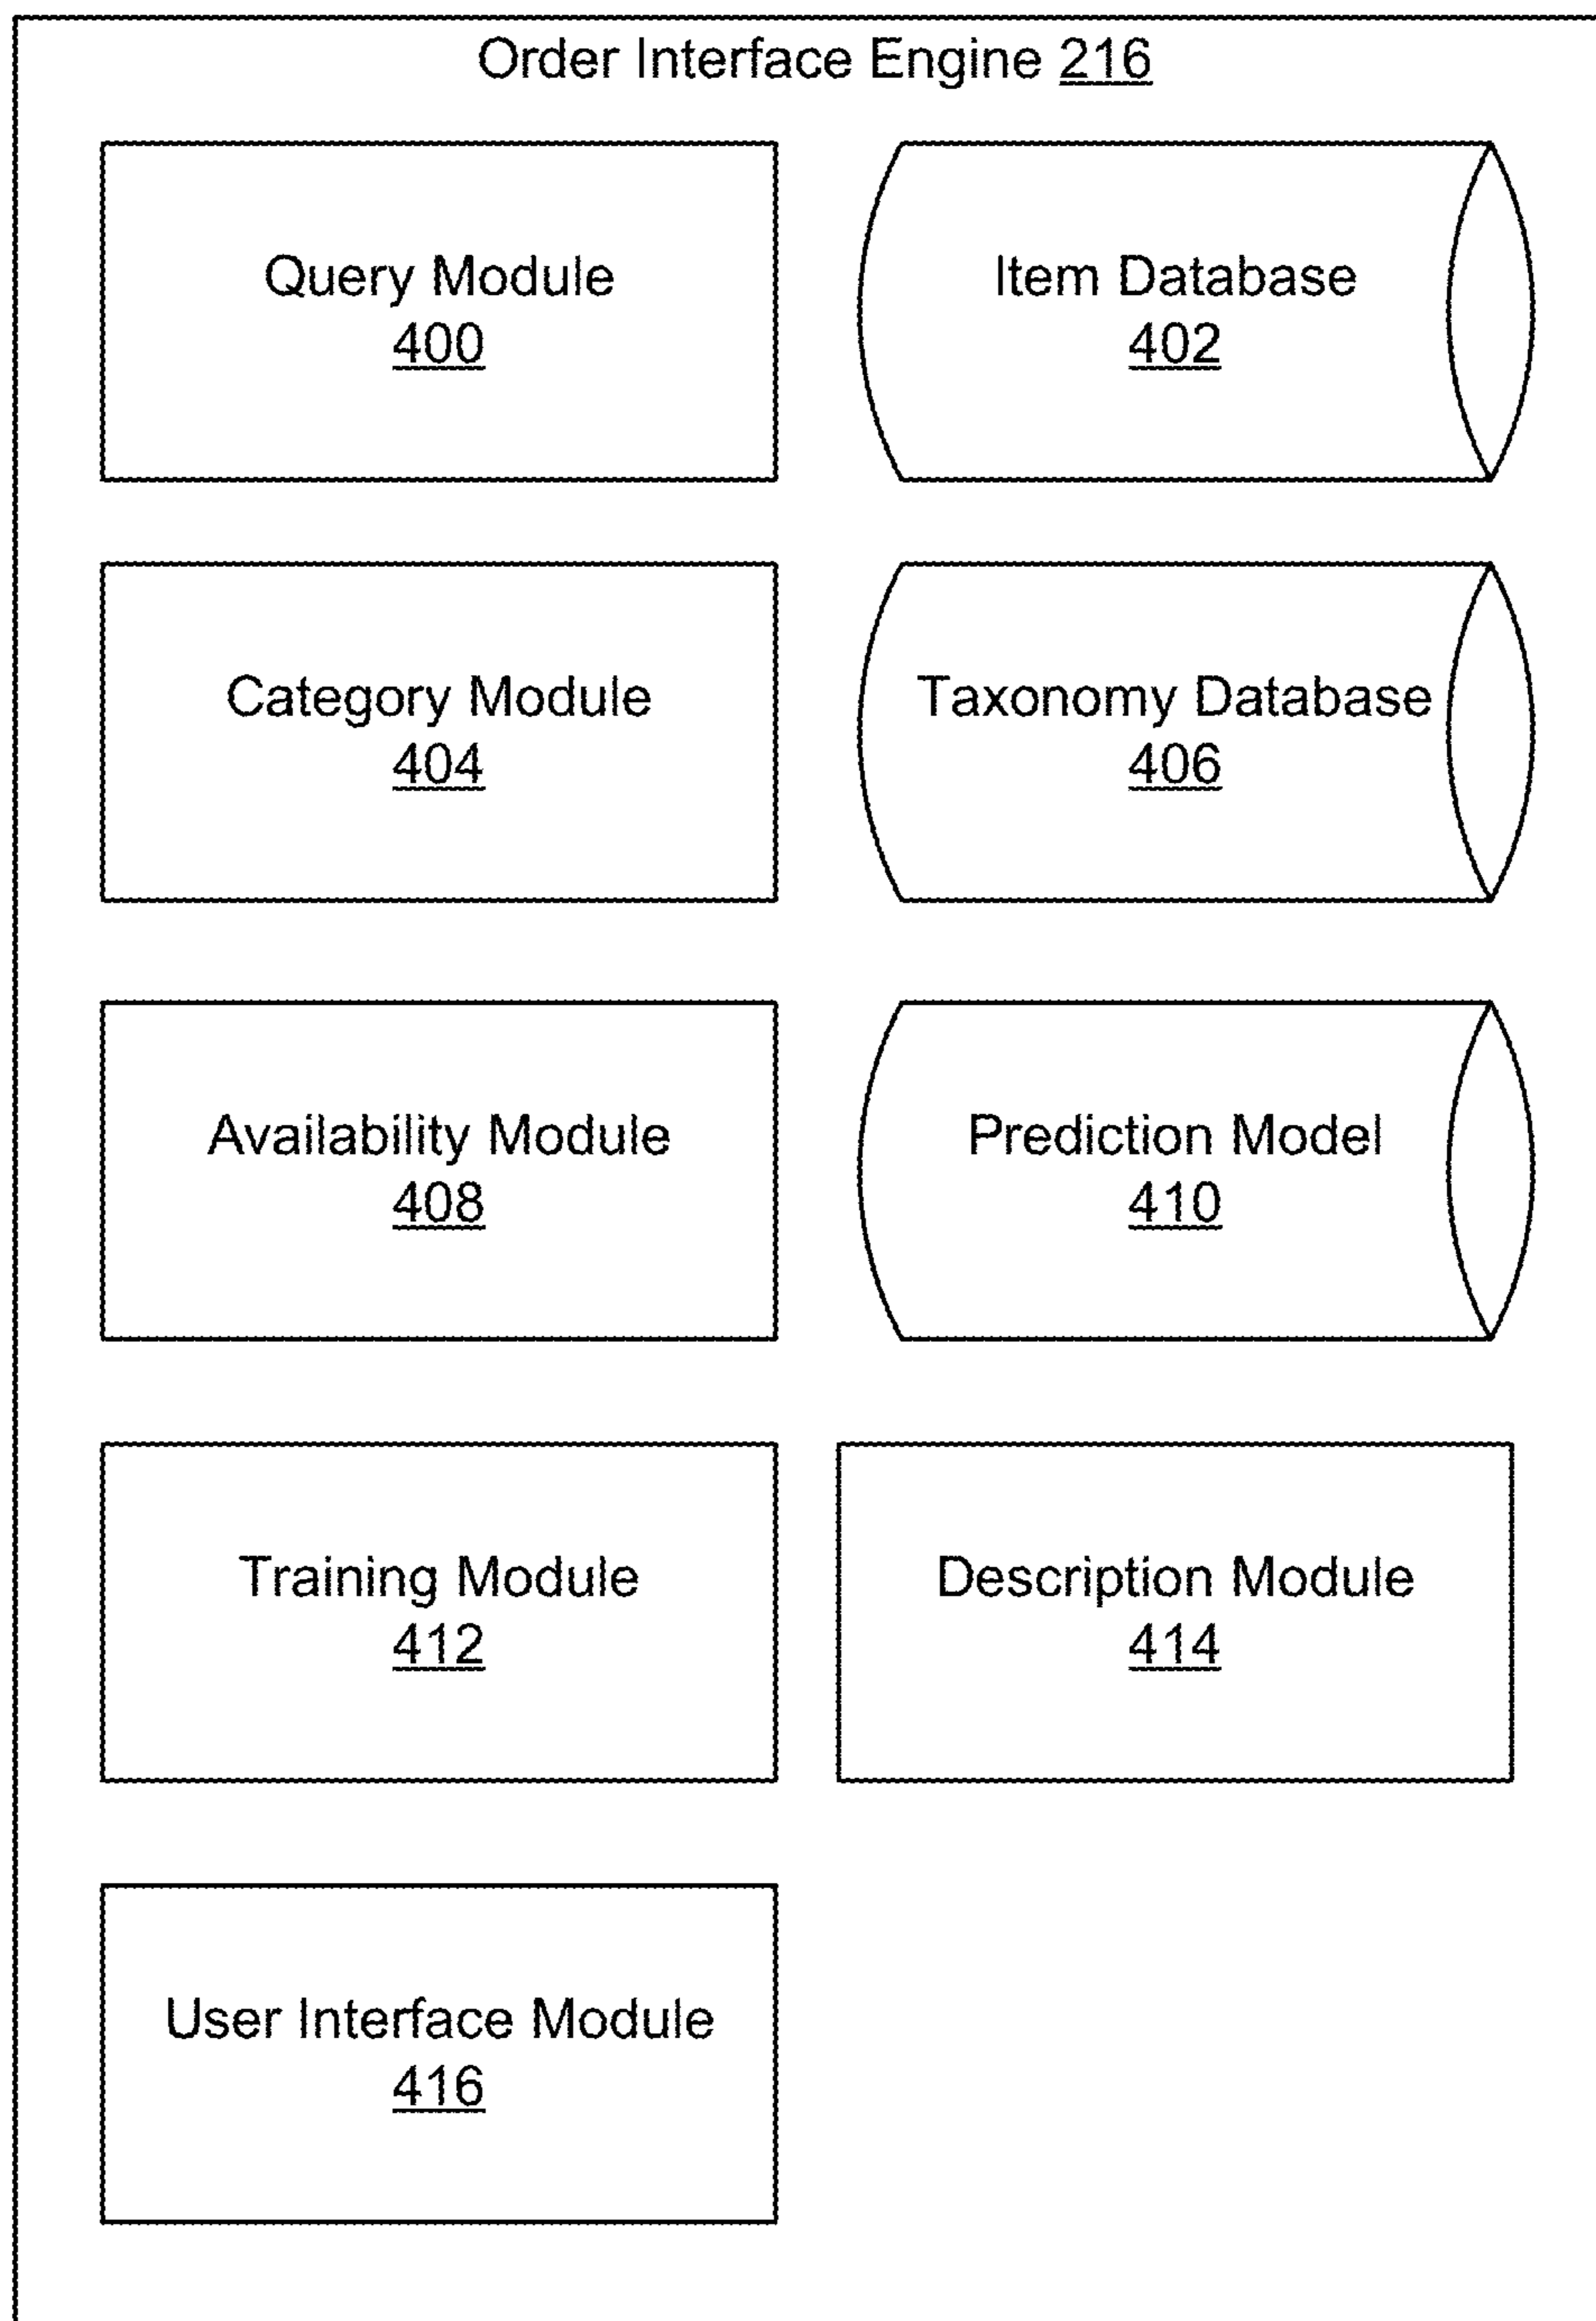 Order Interface Engine 216
Query Module
400
Item Database
402
Category Module
404
Taxonomy Database
406
Availability Module
408
Prediction Model
410
Training Module
412
Description Module
414
User Interface Module
416